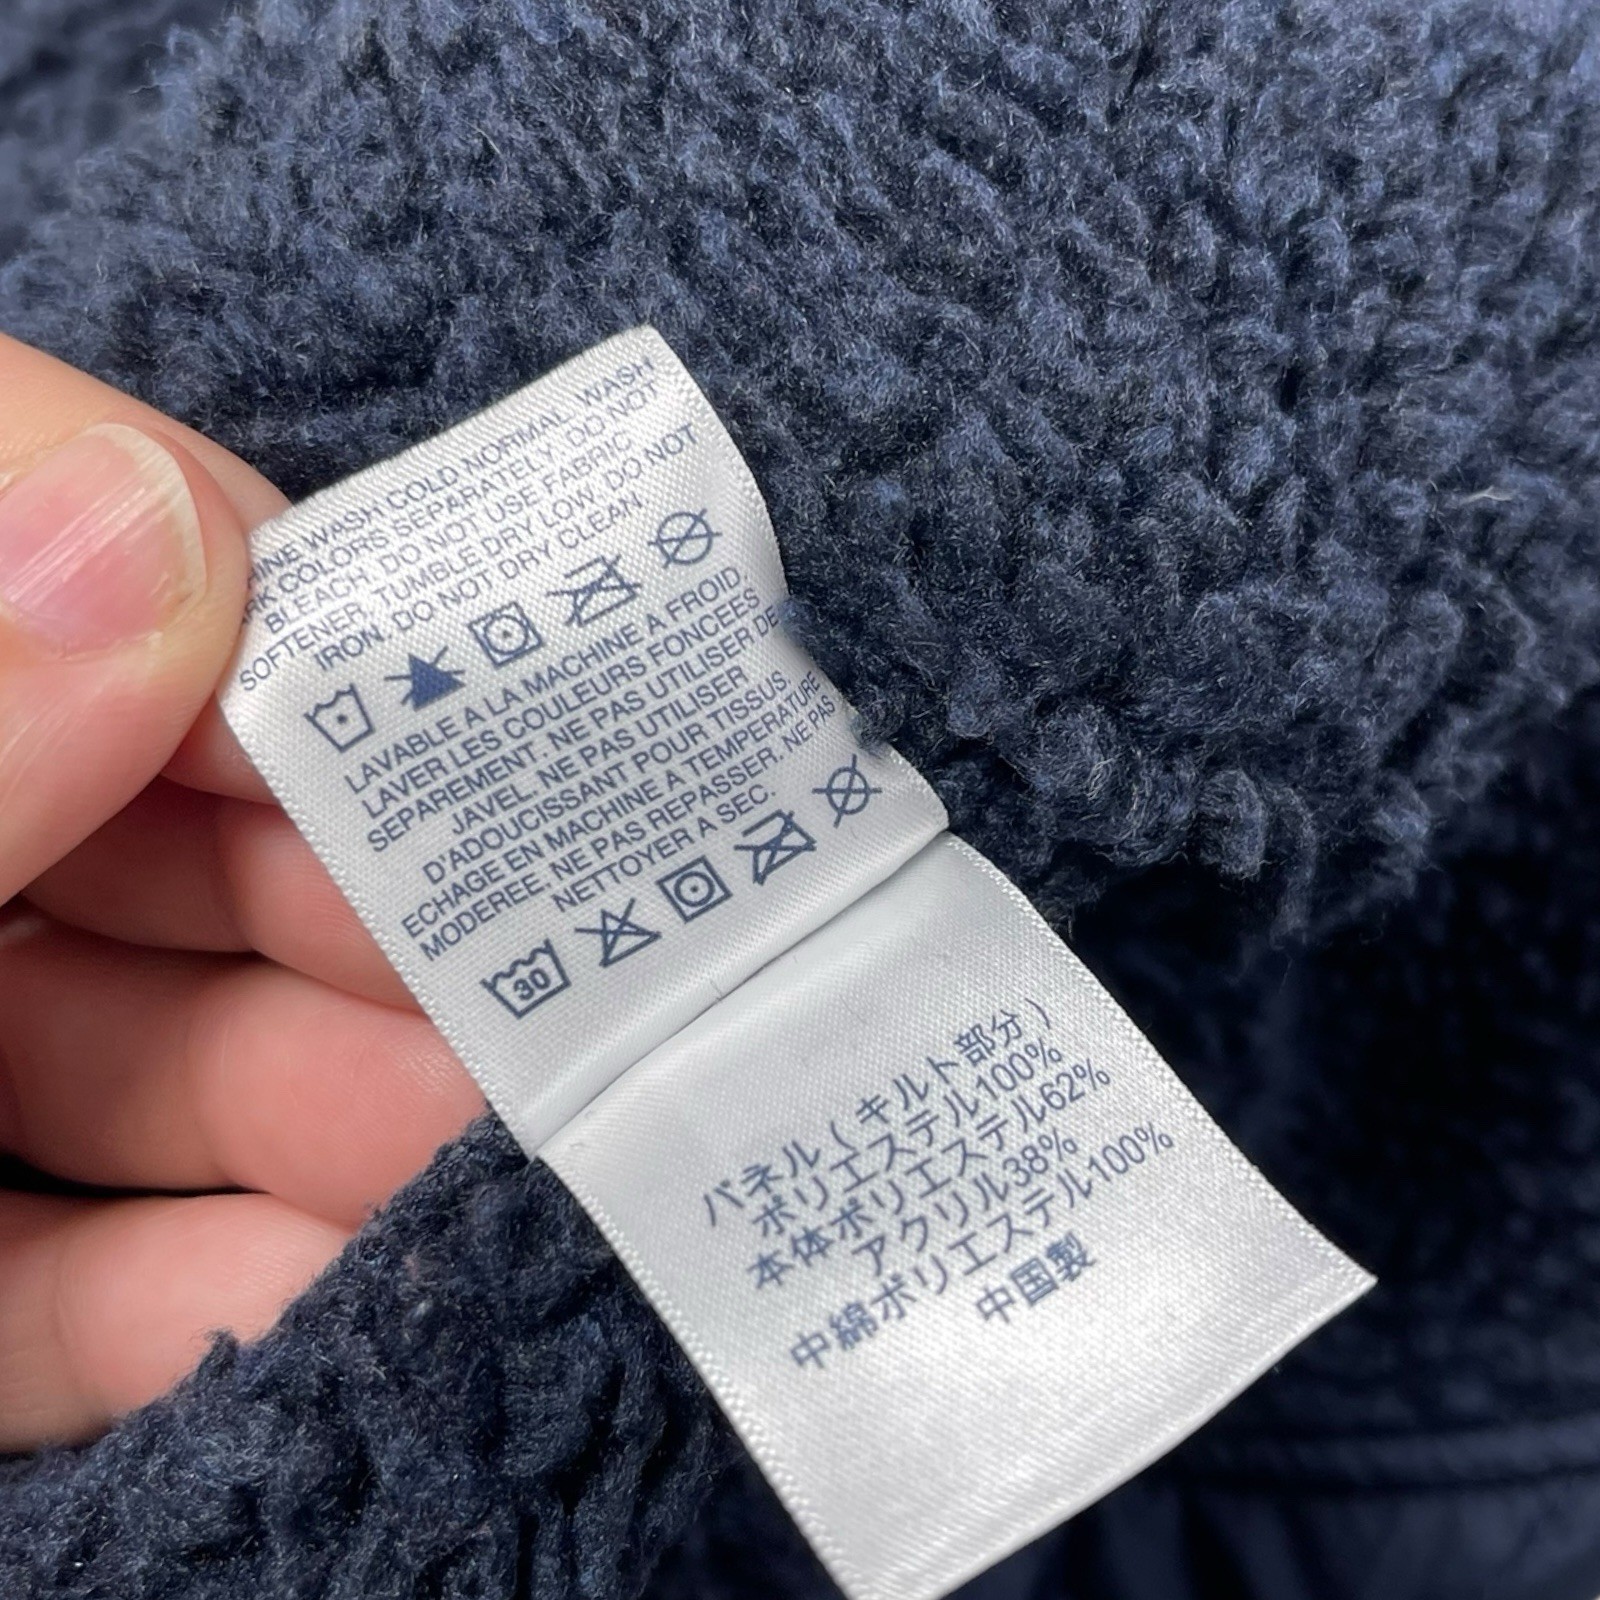 WASH COLD NORMAL WASH
COLORS SEPARATELY. DO NOT
BLEACH. DO NOT USE FABRIC
SOFTENER. TUMBLE DRY LOW. DO NOT
IRON. DO NOT DRY CLEAN.
LAVABLE A LA MACHINE A FROID.
LAVER LES COULEURS FONCEES
SEPAREMENT. NE PAS UTILISER DE
JAVEL. NE PAS UTILISER
D'ADOUCISSANT POUR TISSUS.
ECHAGE EN MACHINE A TEMPERATURE
MODEREE. NE PAS REPASSER. NE PAS
NETTOYER A SEC.
30
パネル(キルト部分)
ポリエステル100%
本体ポリエステル62%
アクリル38%
中綿ポリエステル100%
中国製